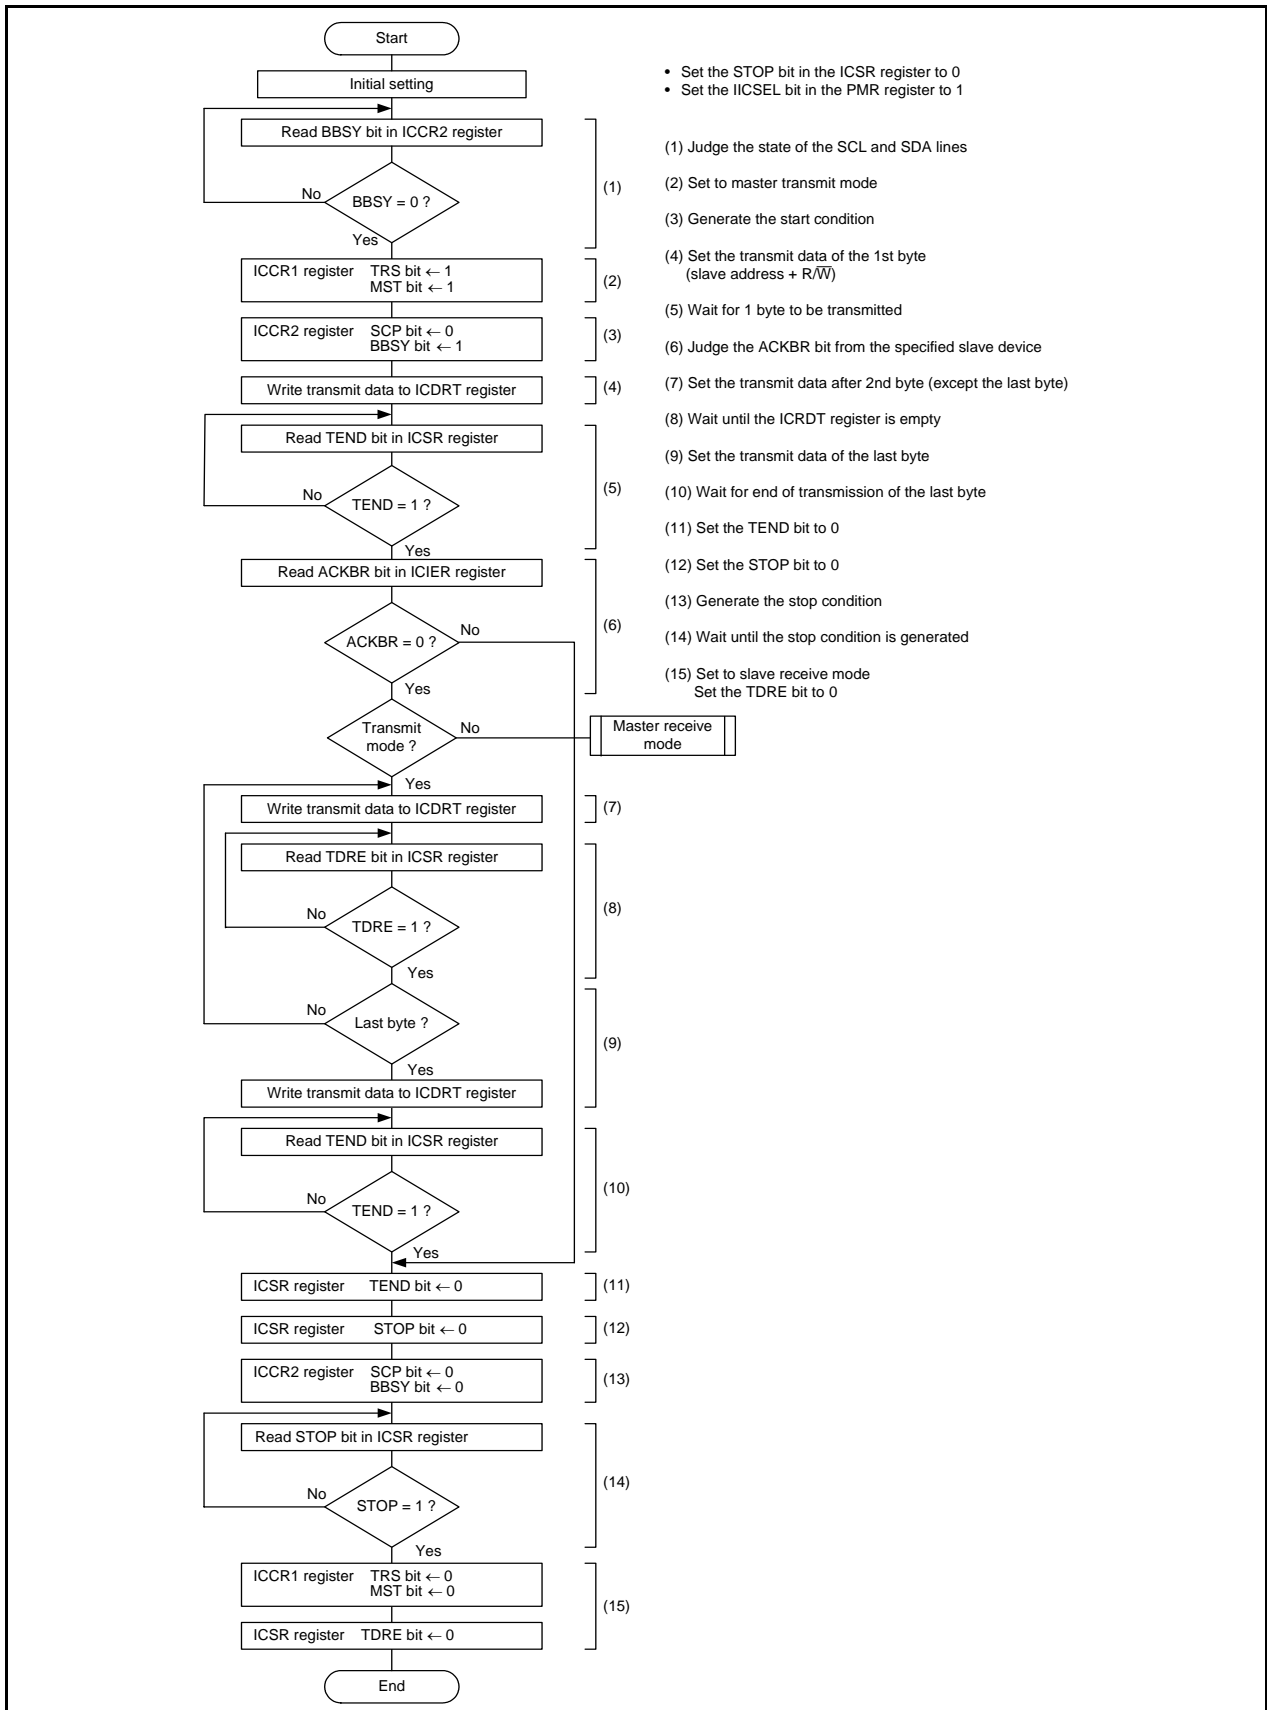 Start
Initial setting
• Set the STOP bit in the ICSR register to 0
• Set the IICSEL bit in the PMR register to 1
Read BBSY bit in ICCR2 register
BBSY = 0 ?
No
Yes
(1)
ICCR1 register TRS bit ← 1
MST bit ← 1
(2)
ICCR2 register SCP bit ← 0
BBSY bit ← 1
(3)
Write transmit data to ICDRT register
(4)
Read TEND bit in ICSR register
TEND = 1 ?
No
Yes
(5)
Read ACKBR bit in ICIER register
ACKBR = 0 ?
No
Yes
(6)
Transmit
mode ?
No
Yes
Master receive
mode
Write transmit data to ICDRT register
(7)
Read TDRE bit in ICSR register
TDRE = 1 ?
No
Yes
(8)
Last byte ?
No
Yes
Write transmit data to ICDRT register
(9)
Read TEND bit in ICSR register
TEND = 1 ?
No
Yes
(10)
ICSR register TEND bit ← 0
(11)
ICSR register STOP bit ← 0
(12)
ICCR2 register SCP bit ← 0
BBSY bit ← 0
(13)
Read STOP bit in ICSR register
STOP = 1 ?
No
Yes
(14)
ICCR1 register TRS bit ← 0
MST bit ← 0
ICSR register TDRE bit ← 0
(15)
End
(1) Judge the state of the SCL and SDA lines
(2) Set to master transmit mode
(3) Generate the start condition
(4) Set the transmit data of the 1st byte
(slave address + R/W̅)
(5) Wait for 1 byte to be transmitted
(6) Judge the ACKBR bit from the specified slave device
(7) Set the transmit data after 2nd byte (except the last byte)
(8) Wait until the ICRDT register is empty
(9) Set the transmit data of the last byte
(10) Wait for end of transmission of the last byte
(11) Set the TEND bit to 0
(12) Set the STOP bit to 0
(13) Generate the stop condition
(14) Wait until the stop condition is generated
(15) Set to slave receive mode
Set the TDRE bit to 0